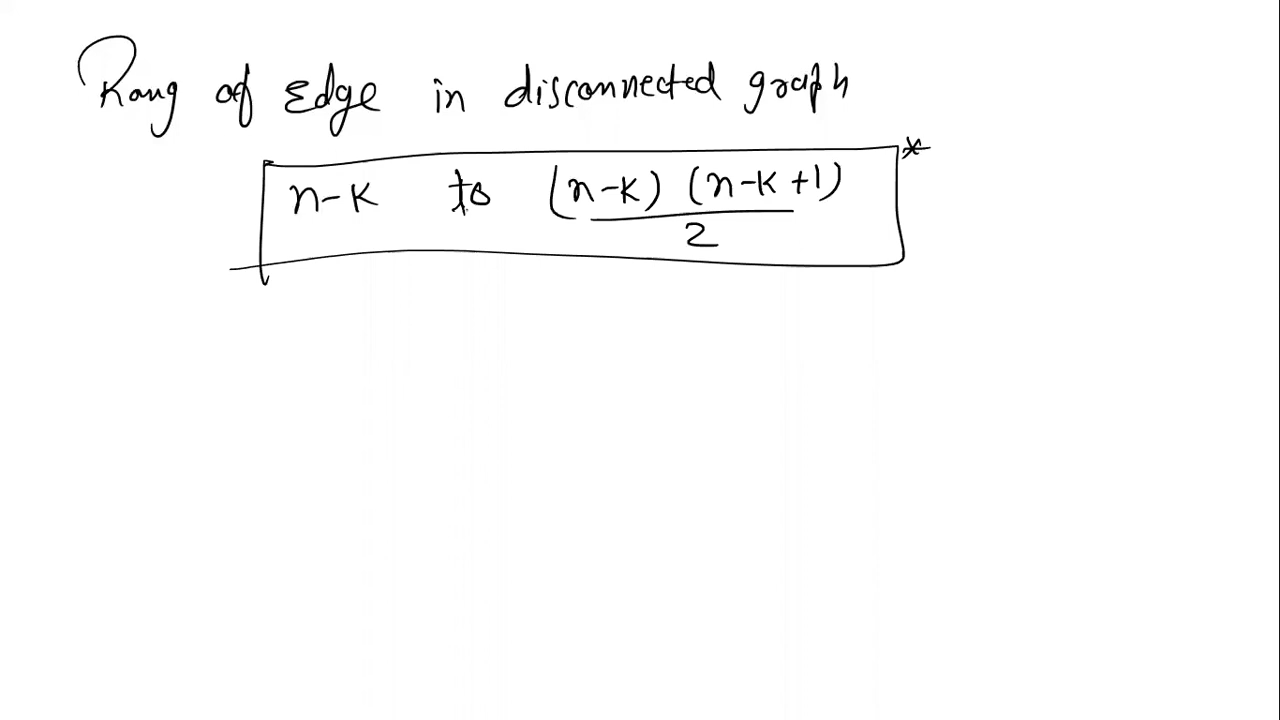 Rang of Edge in disconnected graph
n-k to (n-k) (n-k+1) *
2